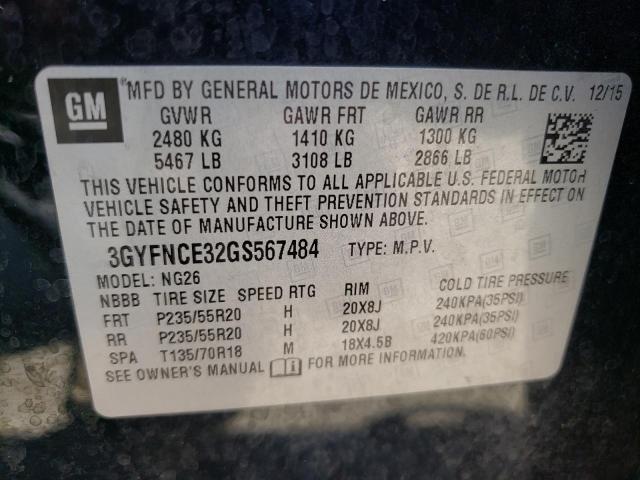 GM
® MFD BY GENERAL MOTORS DE MEXICO, S. DE R.L. DE C.V. 12/15
GVWR GAWR FRT GAWR RR
2480 KG 1410 KG 1300 KG
5467 LB 3108 LB 2866 LB
THIS VEHICLE CONFORMS TO ALL APPLICABLE U.S. FEDERAL MOTOR
VEHICLE SAFETY AND THEFT PREVENTION STANDARDS IN EFFECT ON
THE DATE OF MANUFACTURE SHOWN ABOVE.
3GYFNCE32GS567484 TYPE: M.P.V.
MODEL: NG26
NBBB TIRE SIZE SPEED RTG RIM COLD TIRE PRESSURE
FRT P235/55R20 H 20X8J 240KPA(35PSI)
RR P235/55R20 H 20X8J 240KPA(35PSI)
SPA T135/70R18 M 18X4.5B 420KPA(60PSI)
SEE OWNER'S MANUAL FOR MORE INFORMATION.